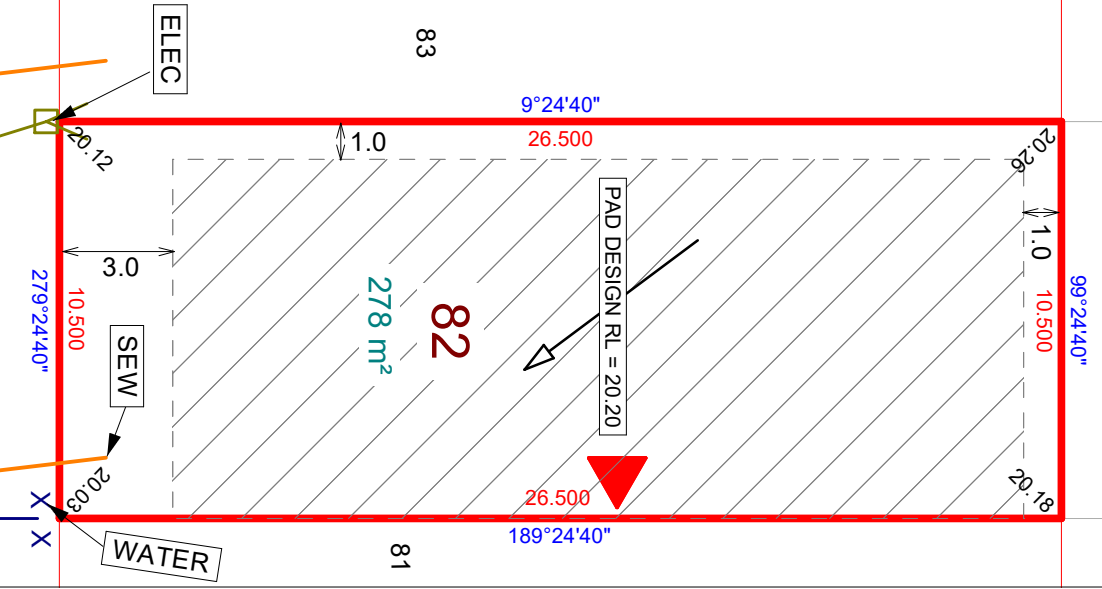 ELEC
83
9°24'40"
26.500
20.12
1.0
20.26
1.0
3.0
PAD DESIGN RL = 20.20
279°24'40"
10.500
278 m²
82
10.500
99°24'40"
SEW
20.03
X
X
WATER
26.500
189°24'40"
20.18
81